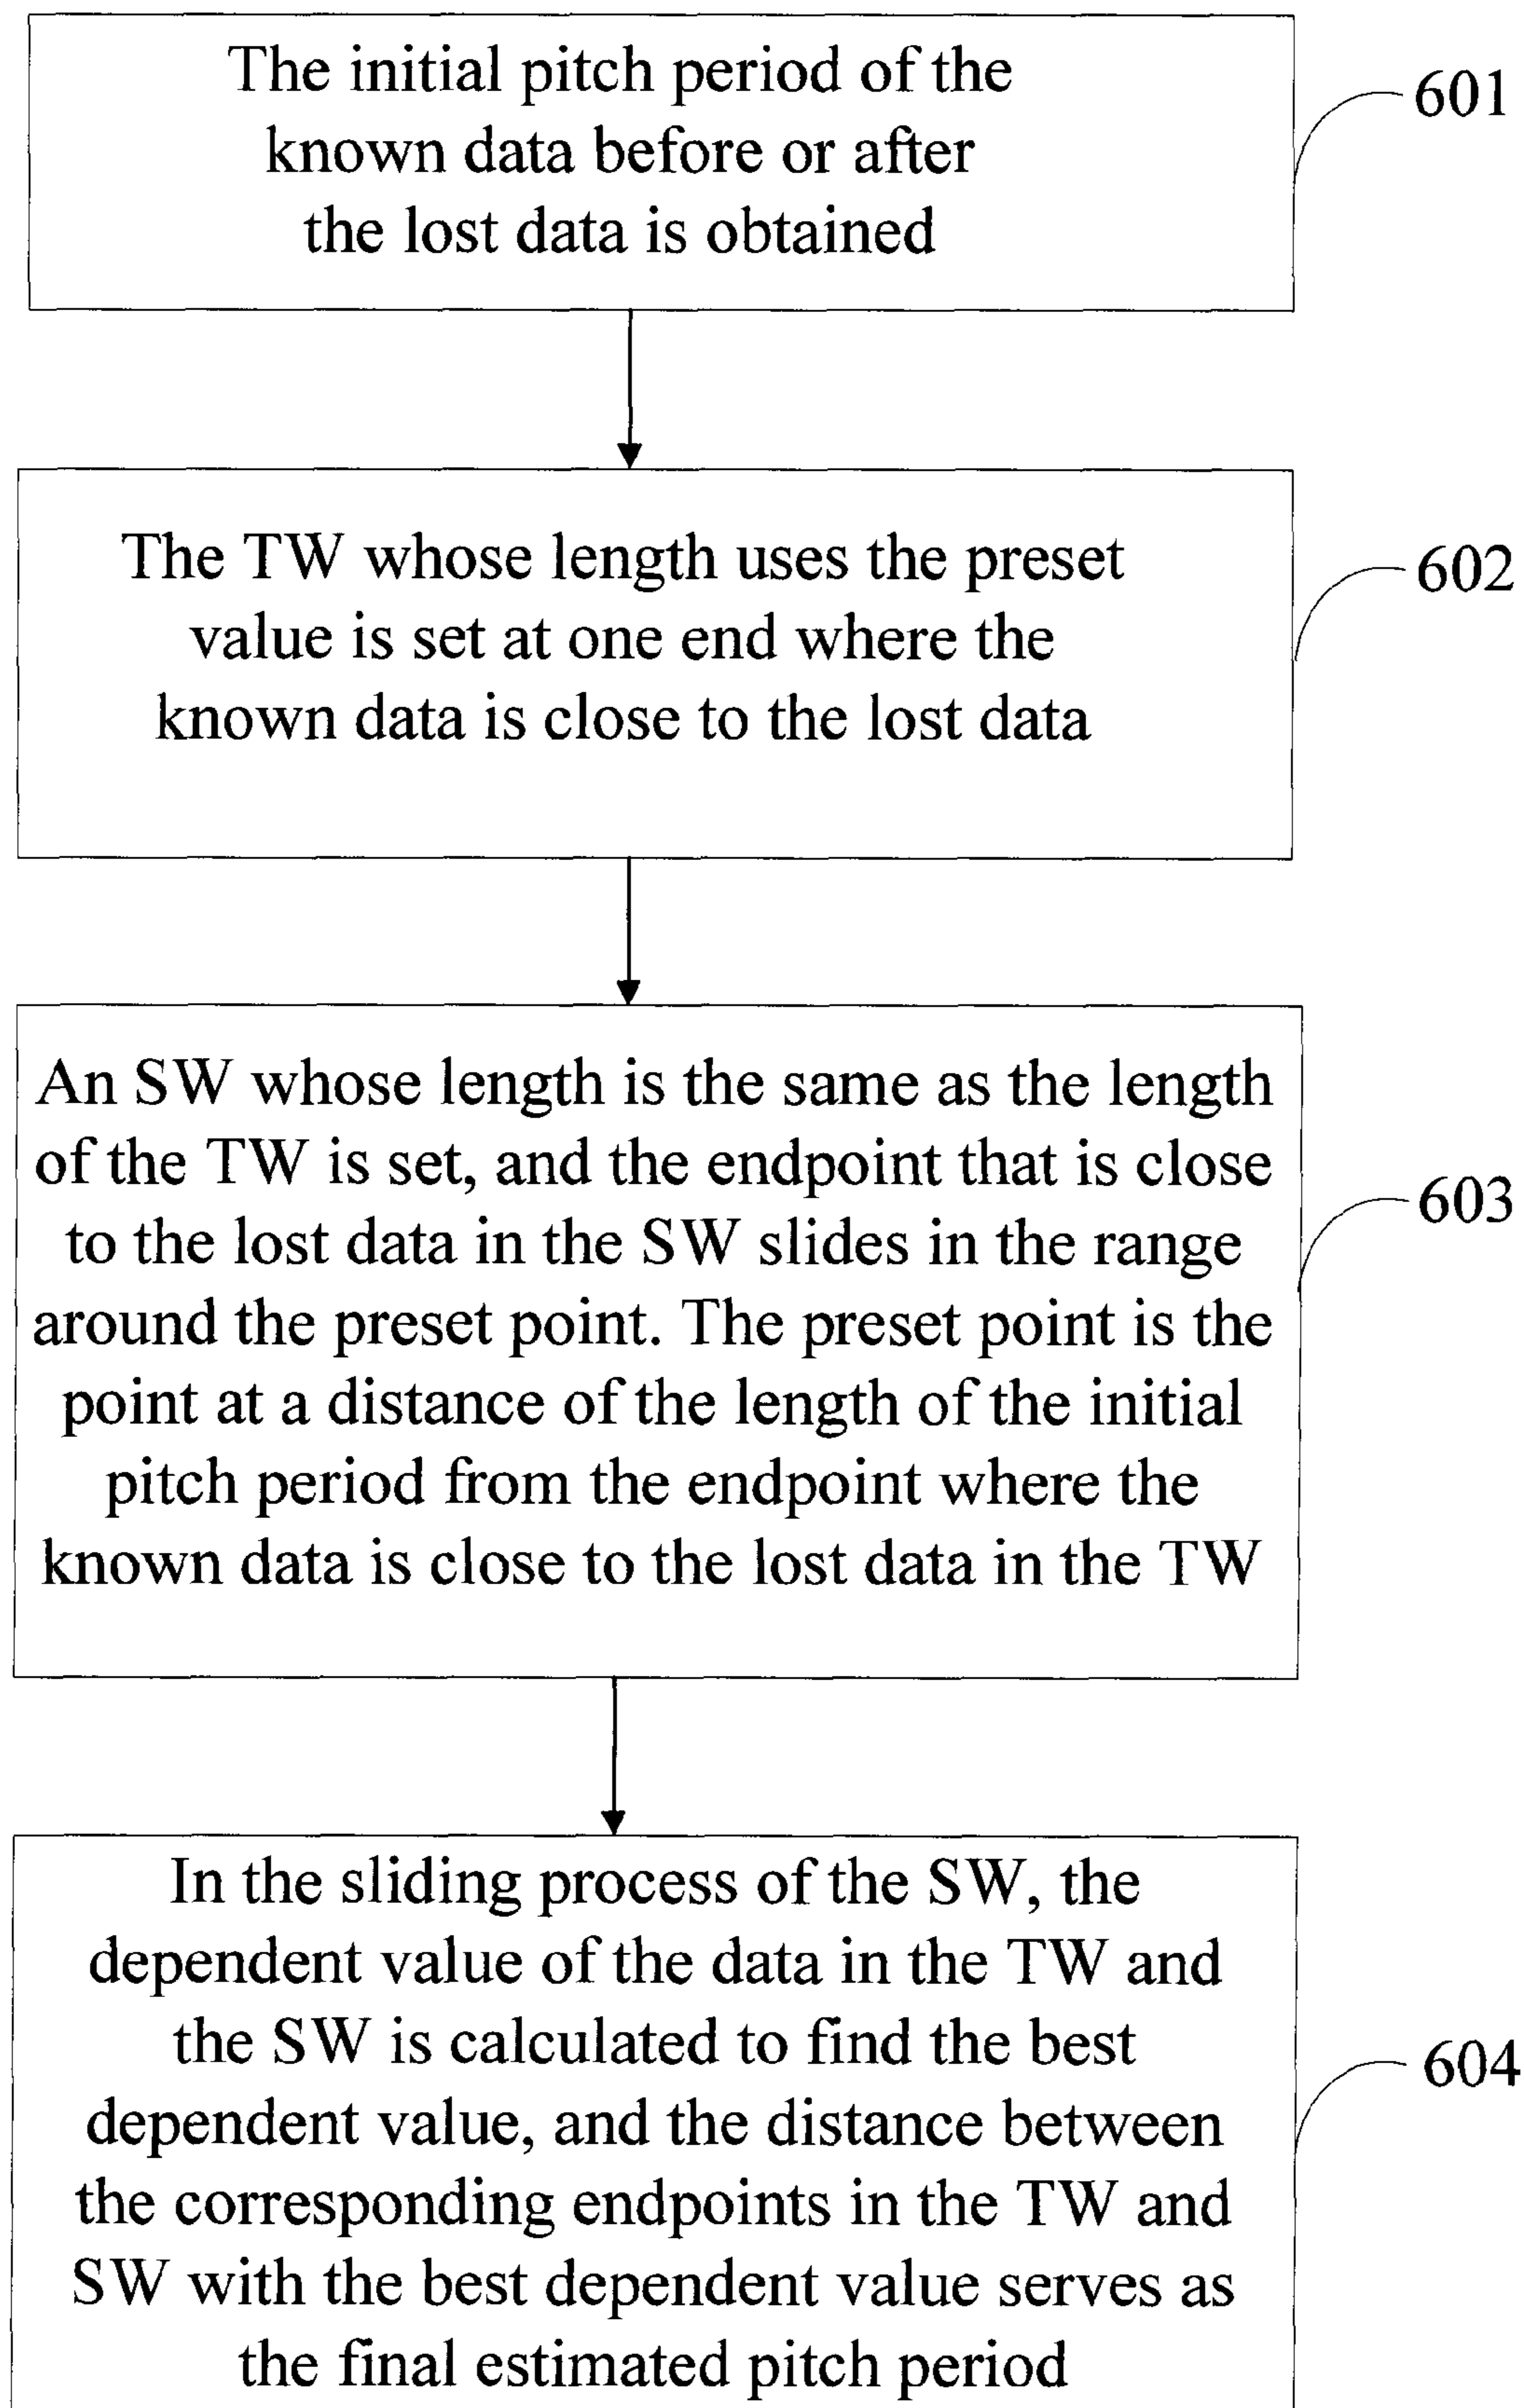 The initial pitch period of the
known data before or after
the lost data is obtained
601
The TW whose length uses the preset
value is set at one end where the
known data is close to the lost data
602
An SW whose length is the same as the length
of the TW is set, and the endpoint that is close
to the lost data in the SW slides in the range
around the preset point. The preset point is the
point at a distance of the length of the initial
pitch period from the endpoint where the
known data is close to the lost data in the TW
603
In the sliding process of the SW, the
dependent value of the data in the TW and
the SW is calculated to find the best
dependent value, and the distance between
the corresponding endpoints in the TW and
SW with the best dependent value serves as
the final estimated pitch period
604